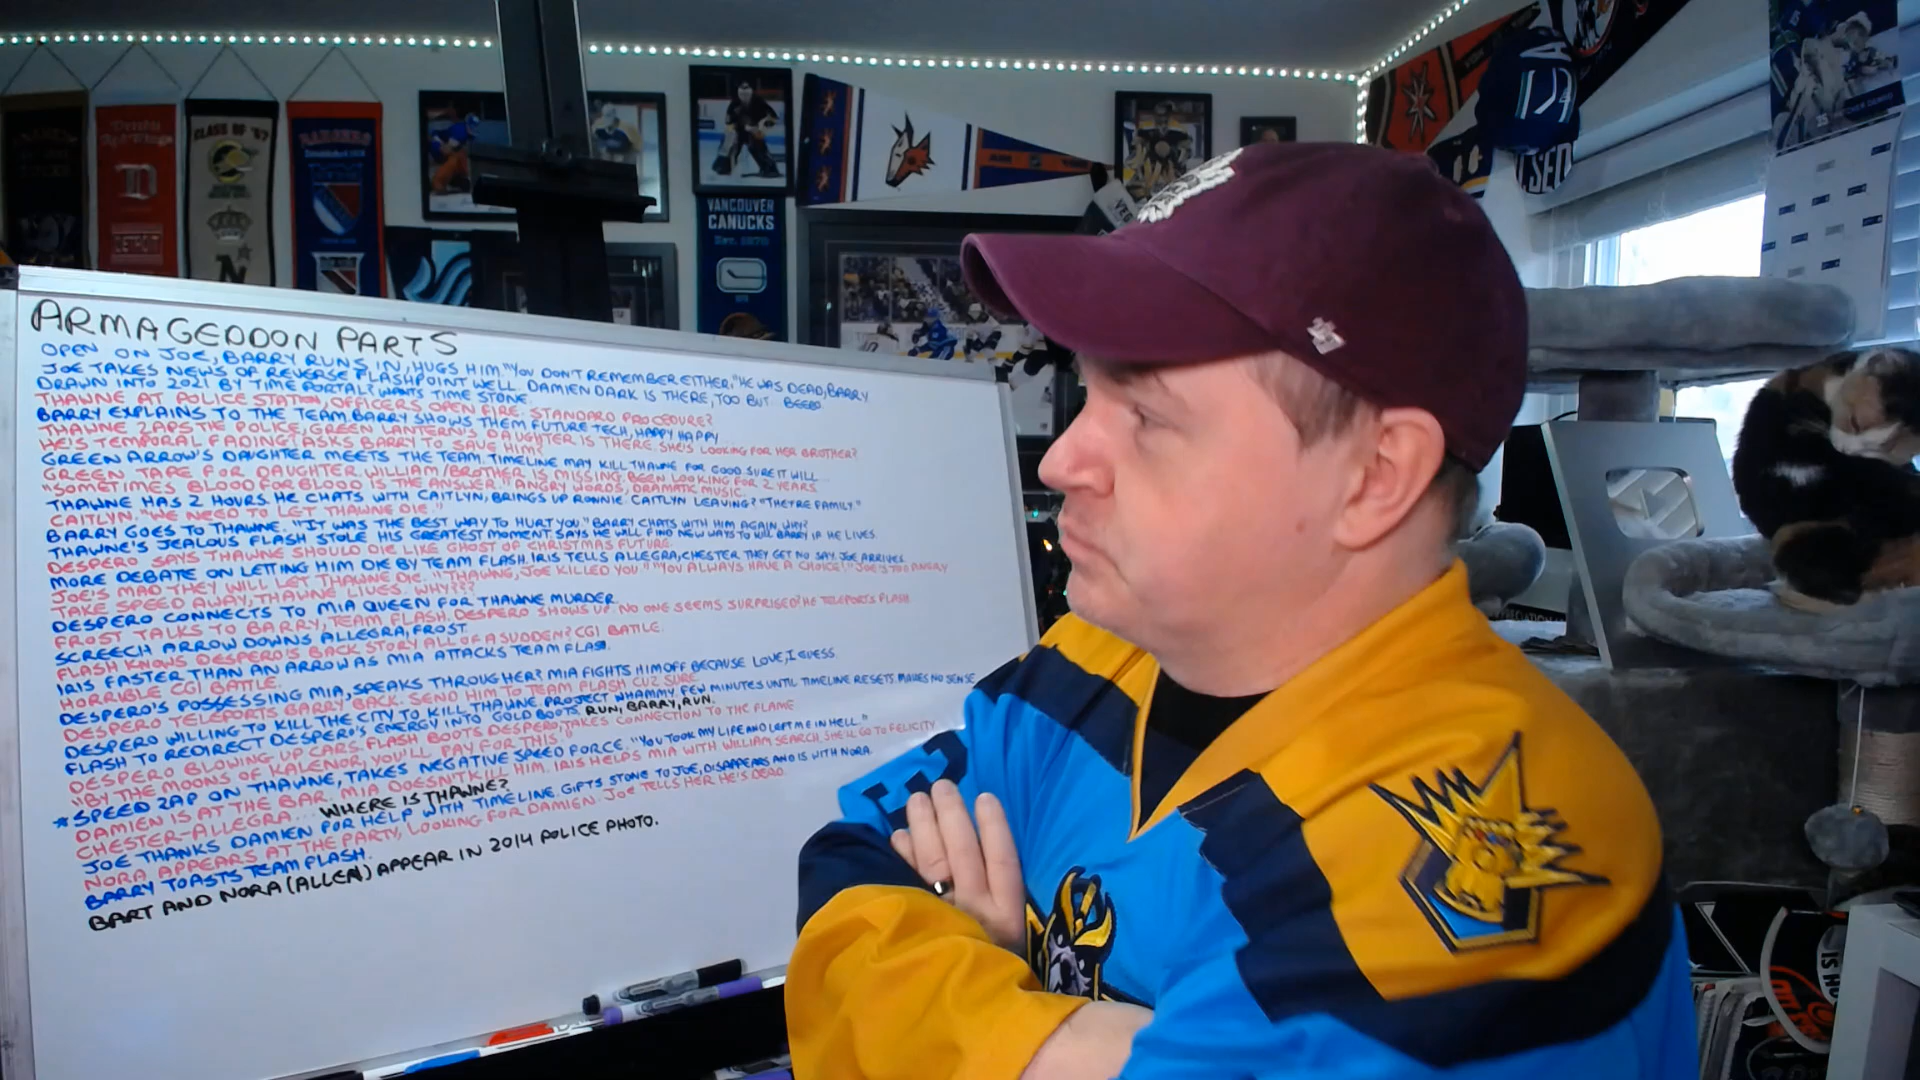 ARMAGEDDON PARTS
OPEN ON JOE, BARRY RUNS IN, HUGS HIM. "YOU DON'T REMEMBER EITHER." "HE WAS DEAD, BARRY
JOE TAKES NEWS OF REVERSE FLASHPOINT WELL. DAMIEN DARK IS THERE, TOO BUT... BEEBO.
DRAWN INTO 2021 BY TIME PORTAL? WANTS TIME STONE.
THAWNE AT POLICE STATION, OFFICERS OPEN FIRE. STANDARD PROCEDURE?
BARRY EXPLAINS TO THE TEAM BARRY SHOWS THEM FUTURE TECH, HAPPY HAPPY
THAWNE ZAPS THE POLICE, GREEN LANTERN'S DAUGHTER IS THERE. SHE'S LOOKING FOR HER BROTHER?
HE'S TEMPORAL FADING? ASKS BARRY TO SAVE HIM?
GREEN ARROW'S DAUGHTER MEETS THE TEAM. TIMELINE MAY KILL THAWNE FOR GOOD. SURE IT WILL...
GREEN TAPE FOR DAUGHTER. WILLIAM/BROTHER IS MISSING. BEEN LOOKING FOR 2 YEARS
"SOMETIMES BLOOD FOR BLOOD IS THE ANSWER." ANGRY WORDS, DRAMATIC MUSIC.
THAWNE HAS 2 HOURS. HE CHATS WITH CAITLYN, BRINGS UP RONNIE. CAITLYN LEAVING? "THEY'RE FAMILY"
CAITLYN. "WE NEED TO LET THAWNE DIE."
BARRY GOES TO THAWNE. "IT WAS THE BEST WAY TO HURT YOU." BARRY CHATS WITH HIM AGAIN. WHY?
THAWNE'S JEALOUS FLASH STOLE HIS GREATEST MOMENT. SAYS HE WILL FIND NEW WAYS TO KILL BARRY IF HE LIVES.
DESPERO SAYS THAWNE SHOULD DIE LIKE GHOST OF CHRISTMAS FUTURE.
MORE DEBATE ON LETTING HIM DIE BY TEAM FLASH. IRIS TELLS ALLEGRA, CHESTER THEY GET NO SAY. JOE ARRIVES.
JOE'S MAD THEY WILL LET THAWNE DIE. "THAWNE, JOE KILLED YOU." "YOU ALWAYS HAVE A CHOICE!" JOE'S TOO ANGRY
TAKE SPEED AWAY, THAWNE LIVES. WHY???
DESPERO CONNECTS TO MIA QUEEN FOR THAWNE MURDER.
FROST TALKS TO BARRY, TEAM FLASH. DESPERO SHOWS UP. NO ONE SEEMS SURPRISED? HE TELEPORTS FLASH
SCREECH ARROW DOWNS ALLEGRA, FROST
FLASH KNOWS DESPERO'S BACK STORY ALL OF A SUDDEN? CGI BATTLE.
IRIS FASTER THAN AN ARROW AS MIA ATTACKS TEAM FLASH.
HORRIBLE CGI BATTLE.
DESPERO'S POSSESSING MIA, SPEAKS THROUGH HER? MIA FIGHTS HIM OFF BECAUSE LOVE, I GUESS
DESPERO TELEPORTS BARRY BACK. SEND HIM TO TEAM FLASH CUZ SURE.
DESPERO WILLING TO KILL THE CITY TO KILL THAWNE. PROJECT WHAMMY. FEW MINUTES UNTIL TIMELINE RESETS. MAKES NO SENSE
FLASH TO REDIRECT DESPERO'S ENERGY INTO GOLD BOOTS. RUN, BARRY, RUN.
DESPERO BLOWING UP CARS. FLASH BOOTS DESPERO, TAKES CONNECTION TO THE FLAME
"BY THE MOONS OF KALENOR, YOU'LL PAY FOR THIS."
*SPEED ZAP ON THAWNE, TAKES NEGATIVE SPEED FORCE. "YOU TOOK MY LIFE AND LEFT ME IN HELL."
DAMIEN IS AT THE BAR. MIA DOESN'T KILL HIM. IRIS HELPS MIA WITH WILLIAM SEARCH. SHE'LL GO TO FELICITY
CHESTER-ALLEGRA... WHERE IS THAWNE?
JOE THANKS DAMIEN FOR HELP WITH TIMELINE. GIFTS STONE TO JOE, DISAPPEARS AND IS WITH NORA.
NORA APPEARS AT THE PARTY, LOOKING FOR DAMIEN. JOE TELLS HER HE'S DEAD.
BARRY TOASTS TEAM FLASH.
BART AND NORA (ALLEN) APPEAR IN 2014 POLICE PHOTO.
CLASS OF '67
RANGERS
VANCOUVER
CANUCKS
Est. 1970